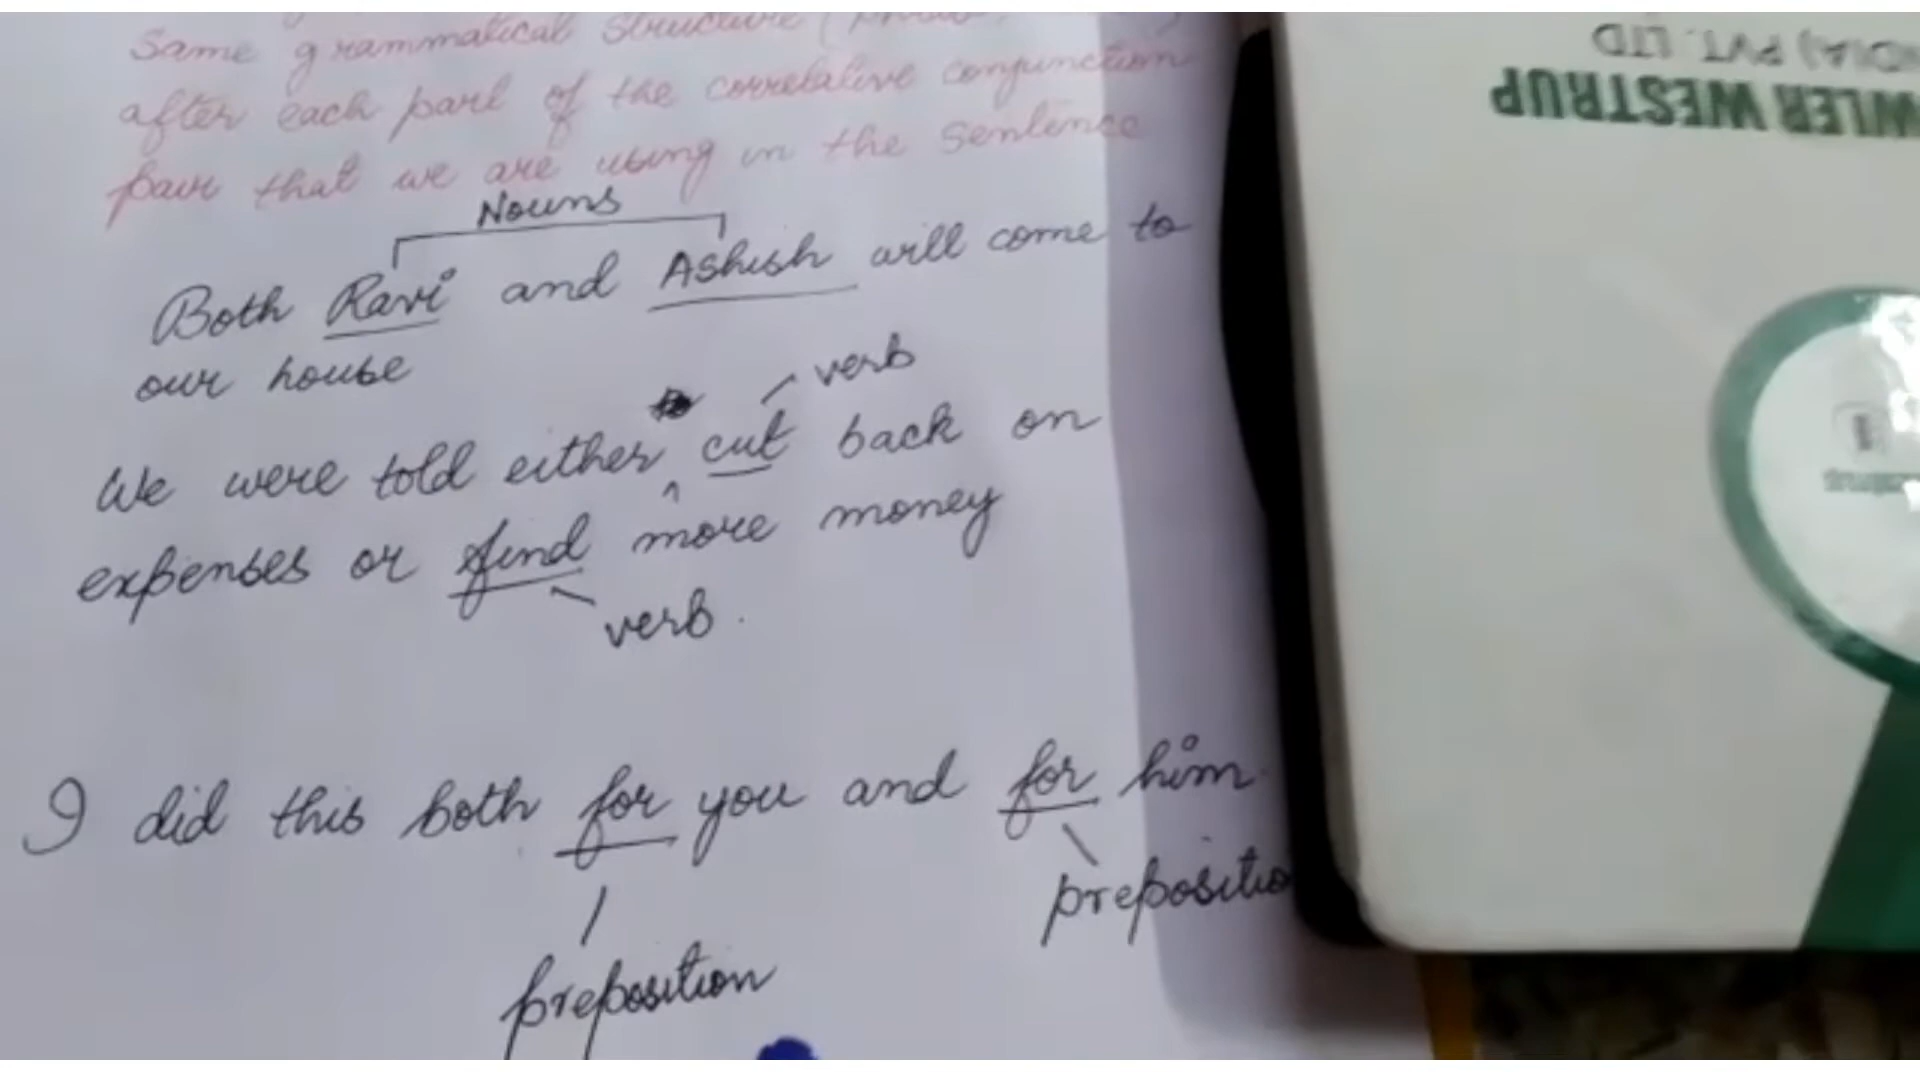 Same grammatical structure
after each part of the correlative conjunction
pair that we are using in the sentence
Nouns
Both Ravi and Ashish will come to
our house
verb
We were told either cut back on
expenses or find more money
verb.
I did this both for you and for him
preposition
preposition
WLER WESTRUP
PVT. LTD